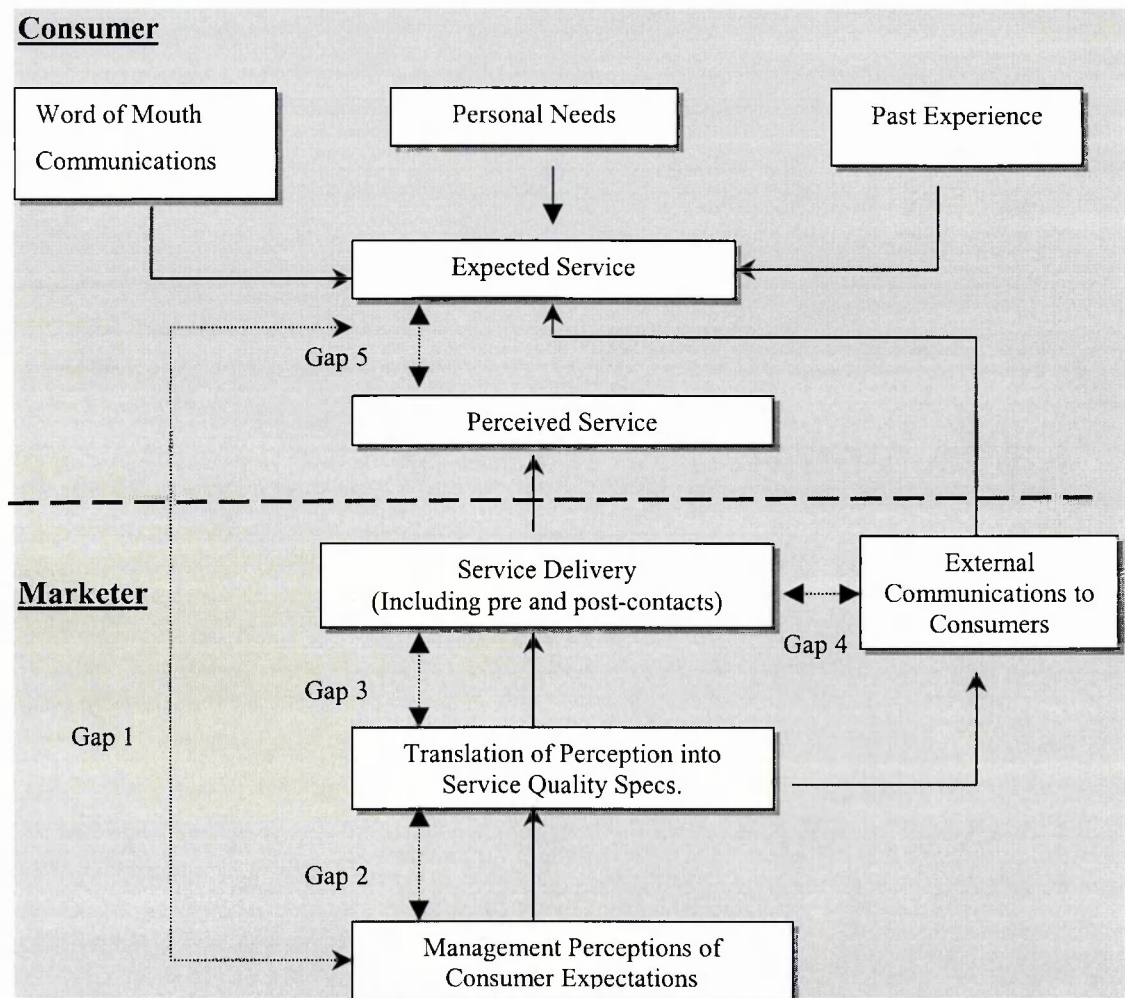 Consumer
Word of Mouth
Communications
Personal Needs
Past Experience
Expected Service
Gap 5
Perceived Service
Marketer
Service Delivery
(Including pre and post-contacts)
External
Communications to
Consumers
Gap 4
Gap 3
Gap 1
Translation of Perception into
Service Quality Specs.
Gap 2
Management Perceptions of
Consumer Expectations